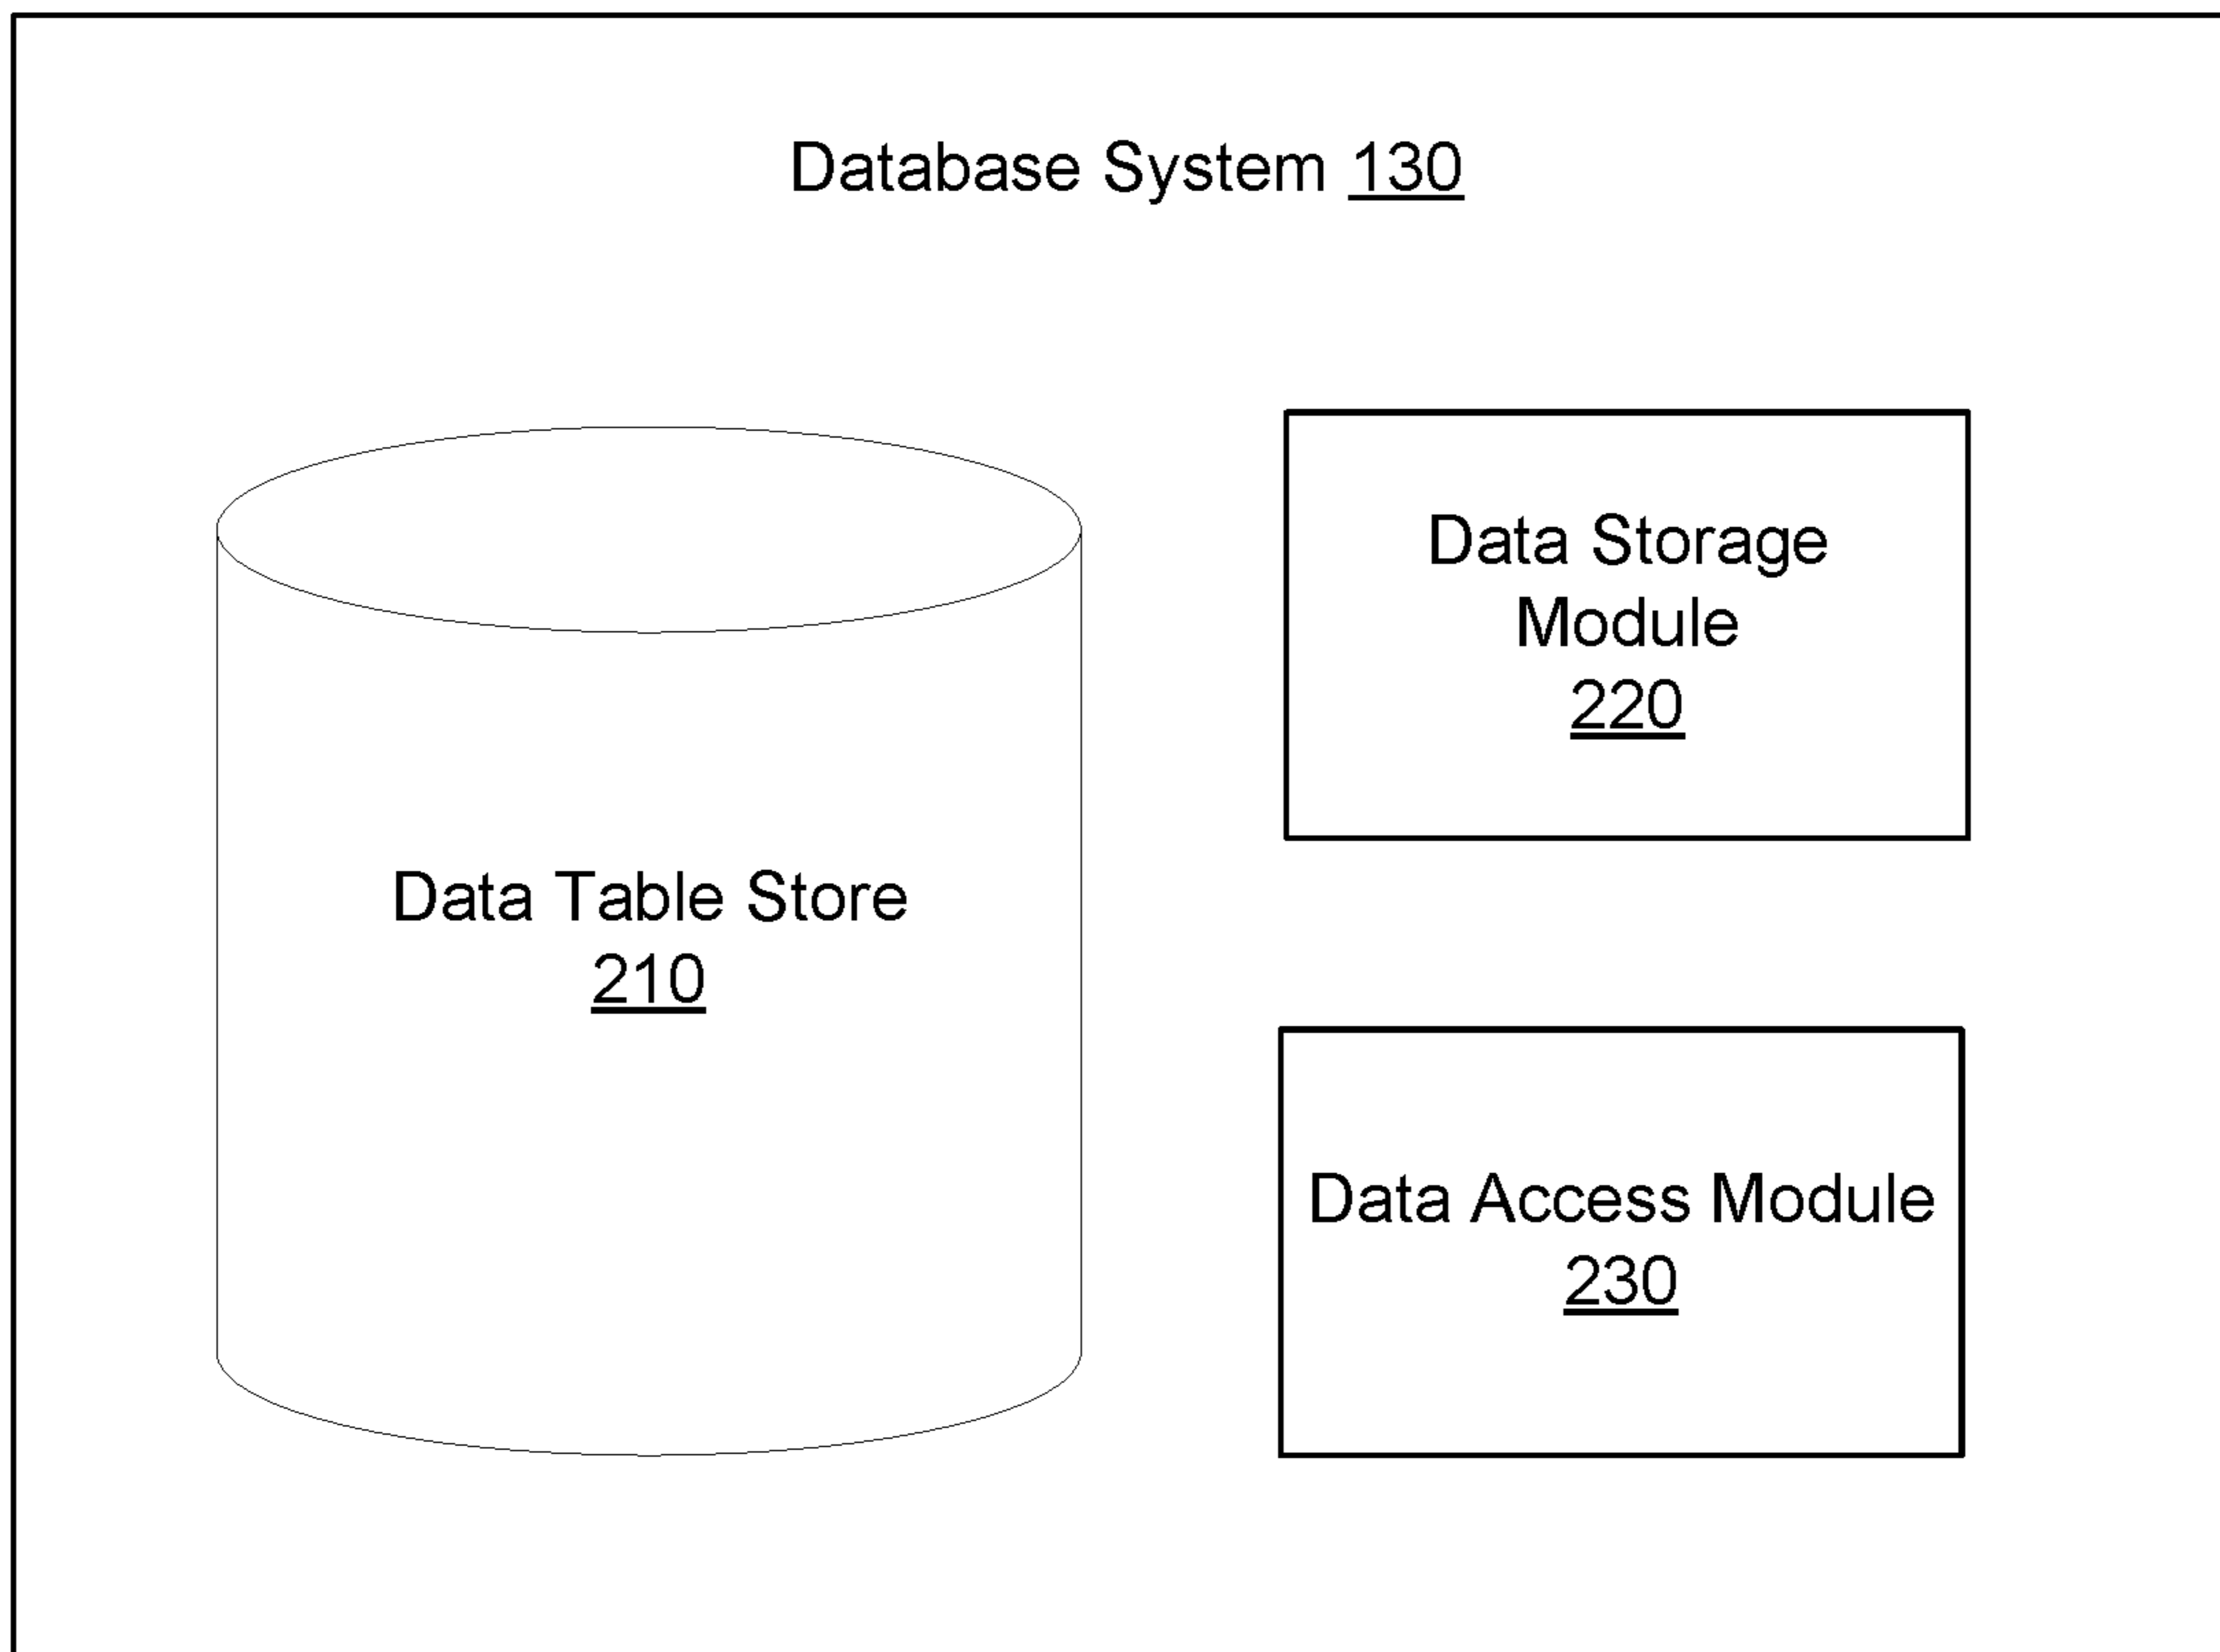 Database System 130
Data Storage
Module
220
Data Table Store
210
Data Access Module
230